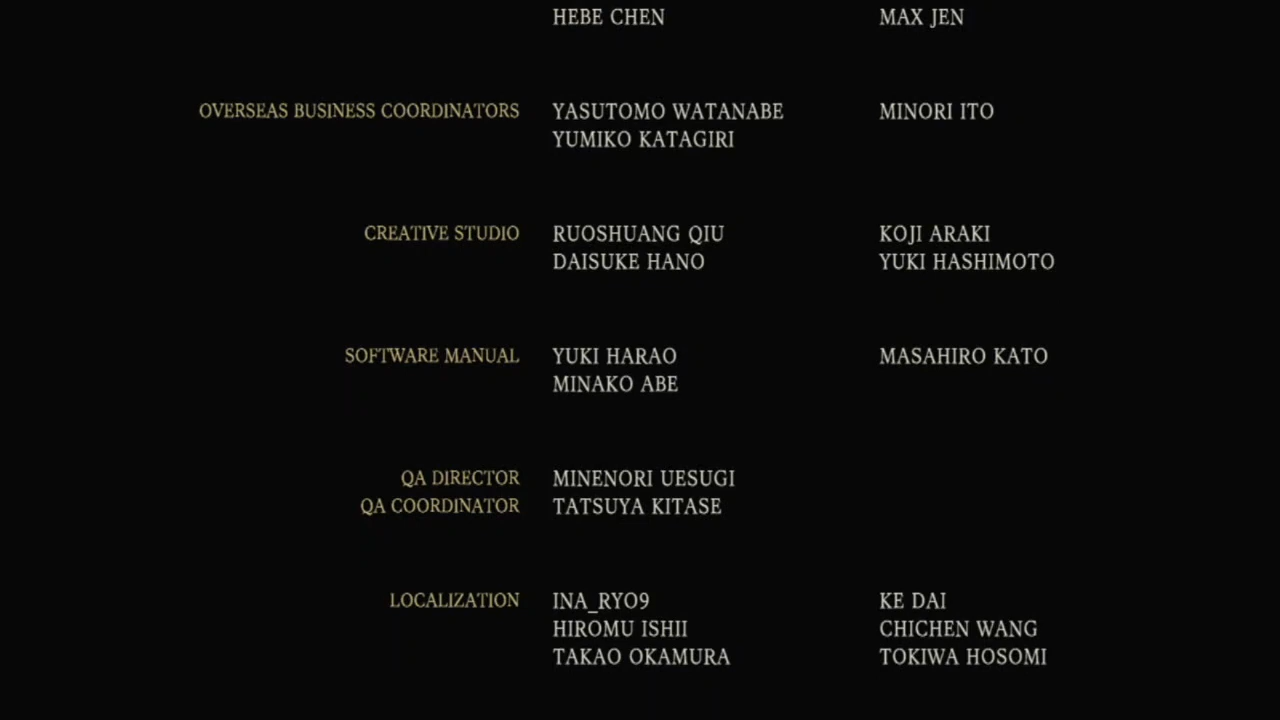 HEBE CHEN MAX JEN
OVERSEAS BUSINESS COORDINATORS YASUTOMO WATANABE MINORI ITO
YUMIKO KATAGIRI
CREATIVE STUDIO RUOSHUANG QIU KOJI ARAKI
DAISUKE HANO YUKI HASHIMOTO
SOFTWARE MANUAL YUKI HARAO MASAHIRO KATO
MINAKO ABE
QA DIRECTOR MINENORI UESUGI
QA COORDINATOR TATSUYA KITASE
LOCALIZATION INA_RYO9 KE DAI
HIROMU ISHII CHICHEN WANG
TAKAO OKAMURA TOKIWA HOSOMI